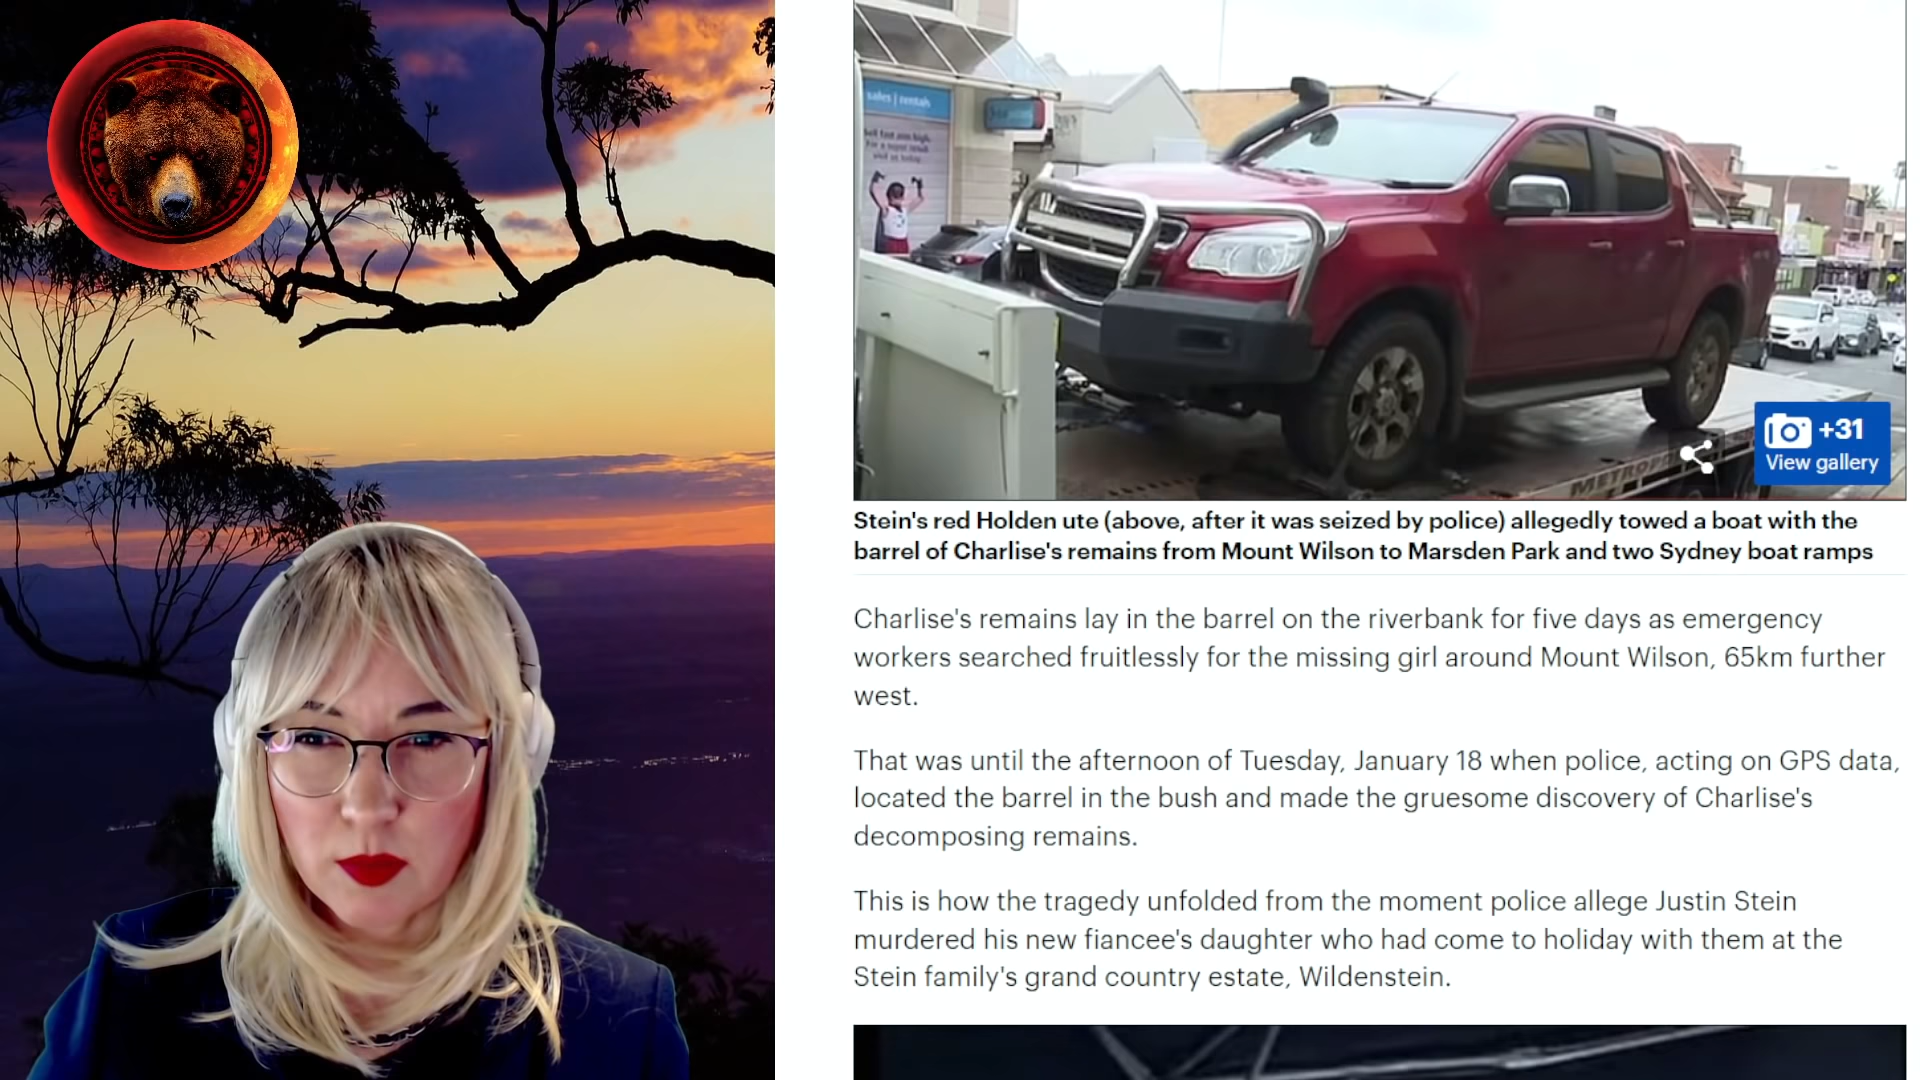 sales | rentals
+31
View gallery
Stein's red Holden ute (above, after it was seized by police) allegedly towed a boat with the
barrel of Charlise's remains from Mount Wilson to Marsden Park and two Sydney boat ramps
Charlise's remains lay in the barrel on the riverbank for five days as emergency
workers searched fruitlessly for the missing girl around Mount Wilson, 65km further
west.
That was until the afternoon of Tuesday, January 18 when police, acting on GPS data,
located the barrel in the bush and made the gruesome discovery of Charlise's
decomposing remains.
This is how the tragedy unfolded from the moment police allege Justin Stein
murdered his new fiancee's daughter who had come to holiday with them at the
Stein family's grand country estate, Wildenstein.